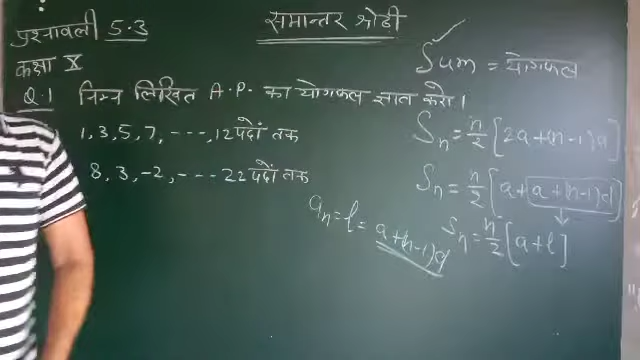 समान्तर श्रेढी
प्रश्नावली 5.3
कक्षा X
Sum = योगफल
Q.1 निम्न लिखित A.P. का योगफल ज्ञात करो।
1, 3, 5, 7, ----, 12 पदों तक
8, 3, -2, ---- 22 पदों तक
Sn = n/2 [2a+(n-1)d]
Sn = n/2 [a+a+(n-1)d]
an = l = a+(n-1)d
Sn = n/2 [a+l]